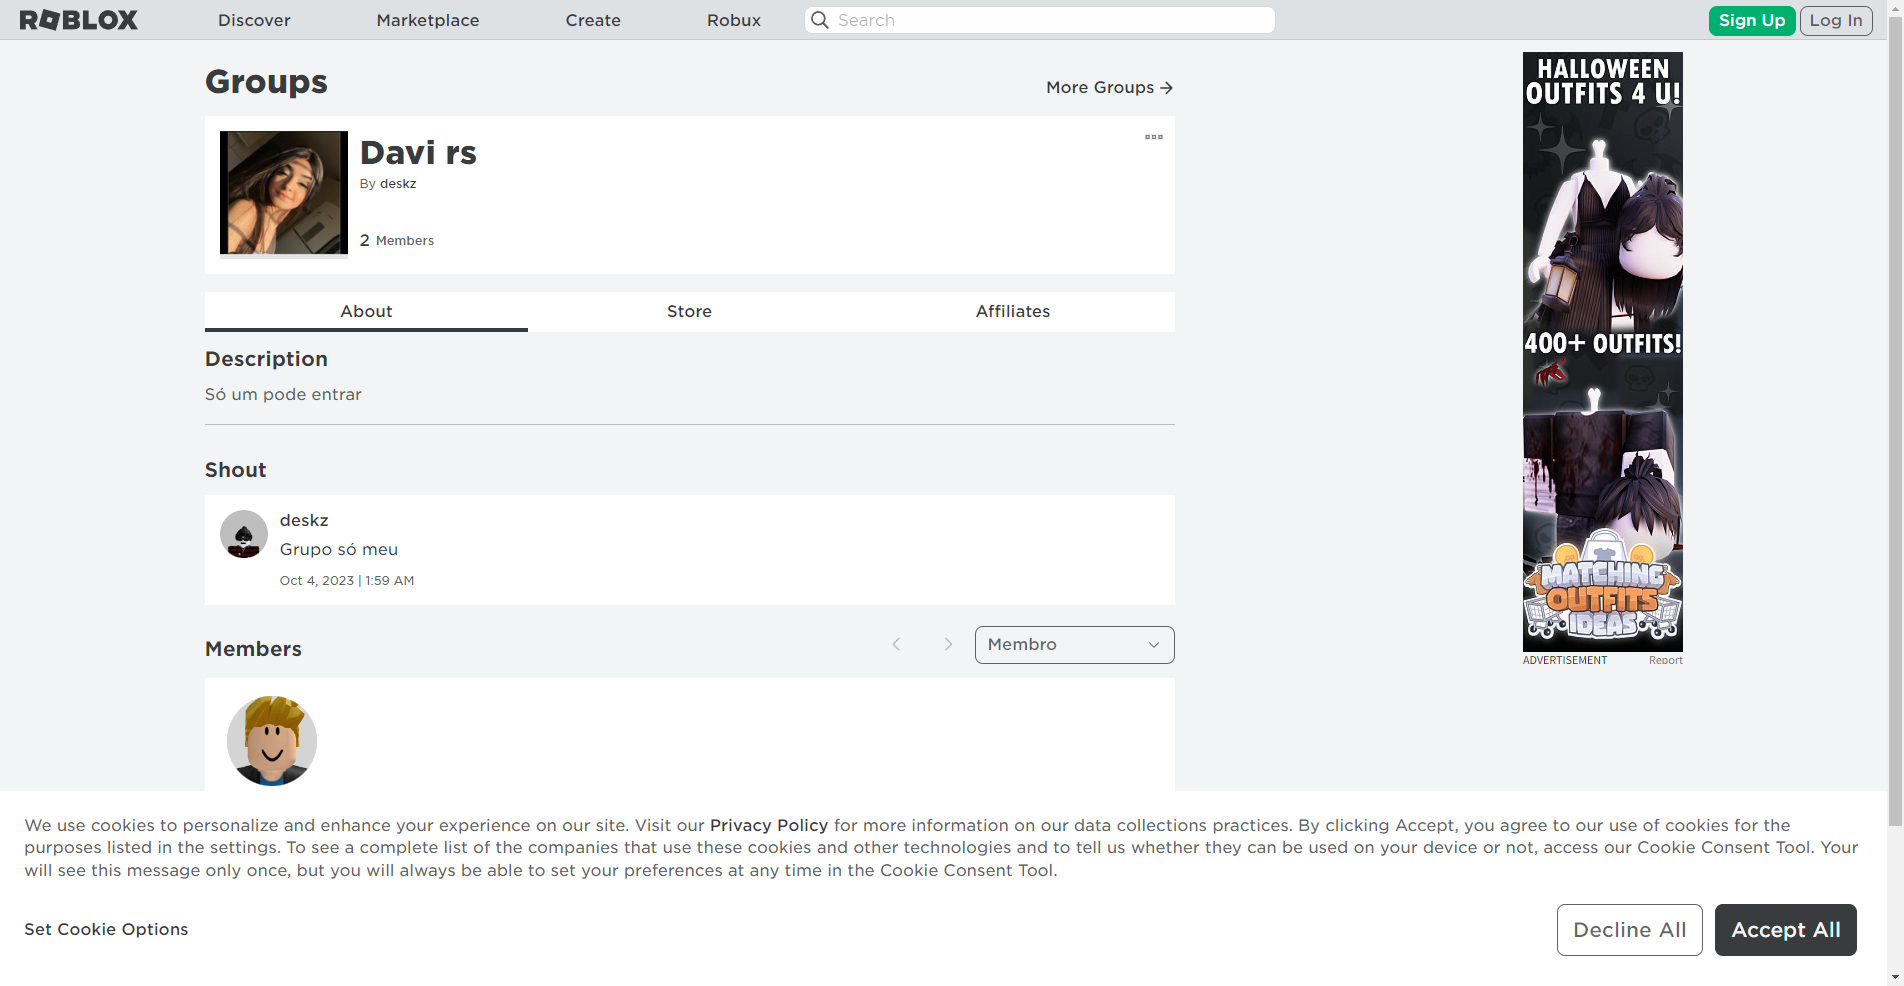 ROBLOX
Discover
Marketplace
Create
Robux
Search
Sign Up
Log In
Groups
More Groups
Davi rs
By deskz
2 Members
About
Store
Affiliates
Description
Só um pode entrar
Shout
deskz
Grupo só meu
Oct 4, 2023 | 1:59 AM
Members
Membro
HALLOWEEN
OUTFITS 4 U!
400+ OUTFITS!
MATCHING
OUTFITS
IDEAS
ADVERTISEMENT
Report
We use cookies to personalize and enhance your experience on our site. Visit our Privacy Policy for more information on our data collections practices. By clicking Accept, you agree to our use of cookies for the
purposes listed in the settings. To see a complete list of the companies that use these cookies and other technologies and to tell us whether they can be used on your device or not, access our Cookie Consent Tool. Your
will see this message only once, but you will always be able to set your preferences at any time in the Cookie Consent Tool.
Set Cookie Options
Decline All
Accept All